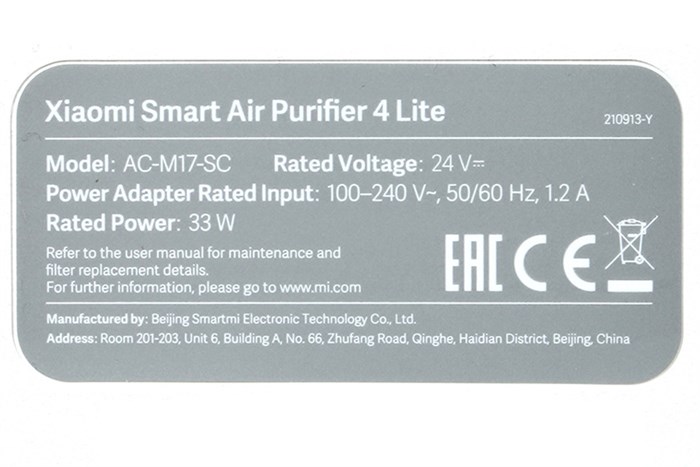 Xiaomi Smart Air Purifier 4 Lite 210913-Y
Model: AC-M17-SC Rated Voltage: 24 V⎓
Power Adapter Rated Input: 100–240 V~, 50/60 Hz, 1.2 A
Rated Power: 33 W
Refer to the user manual for maintenance and
filter replacement details.
For further information, please go to www.mi.com
EAC CE
Manufactured by: Beijing Smartmi Electronic Technology Co., Ltd.
Address: Room 201-203, Unit 6, Building A, No. 66, Zhufang Road, Qinghe, Haidian District, Beijing, China